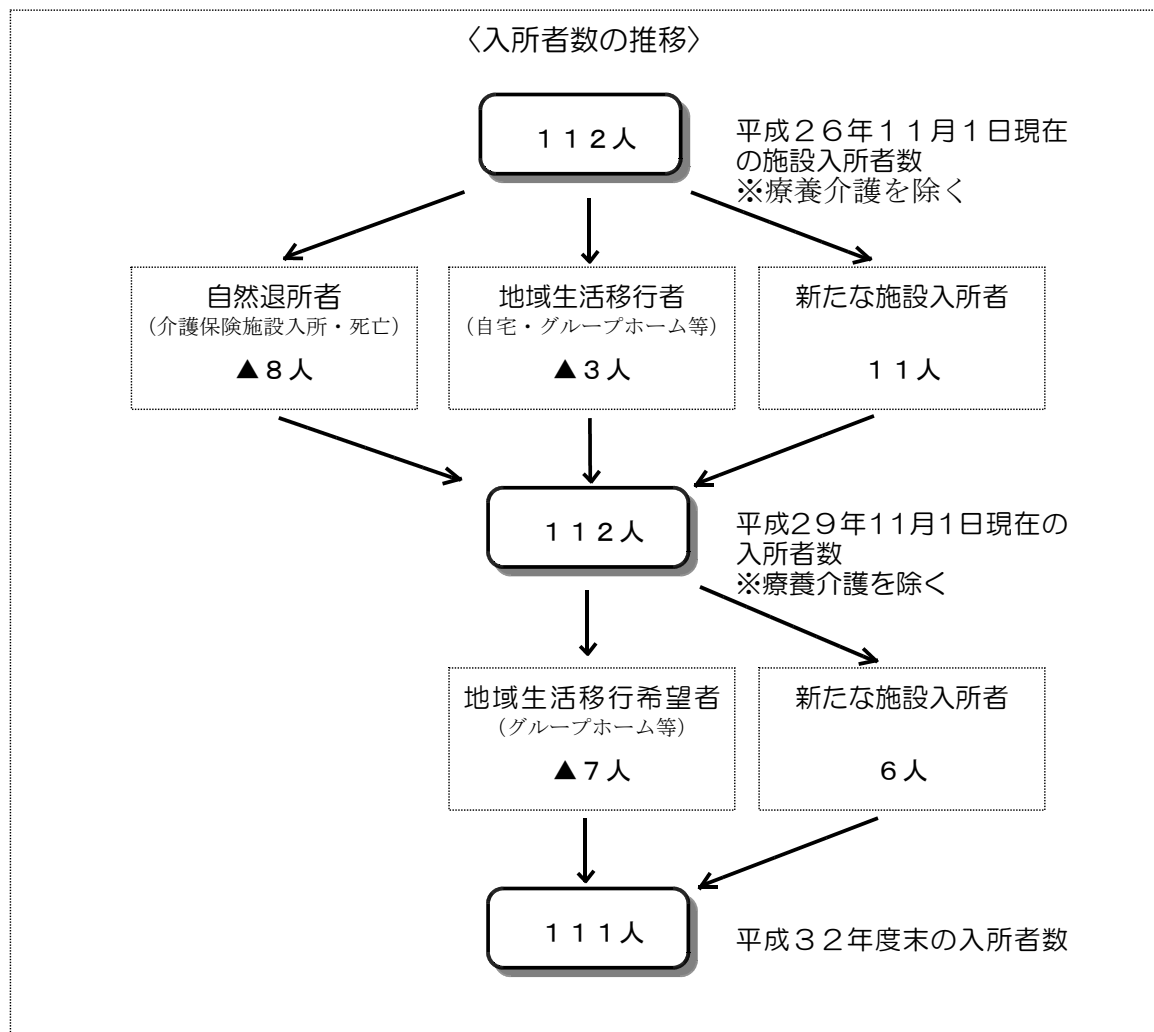 〈入所者数の推移〉
１１２人
平成２６年１１月１日現在
の施設入所者数
※療養介護を除く
自然退所者
（介護保険施設入所・死亡）
▲８人
地域生活移行者
（自宅・グループホーム等）
▲３人
新たな施設入所者
１１人
１１２人
平成29年11月1日現在の
入所者数
※療養介護を除く
地域生活移行希望者
（グループホーム等）
▲７人
新たな施設入所者
６人
１１１人
平成３２年度末の入所者数